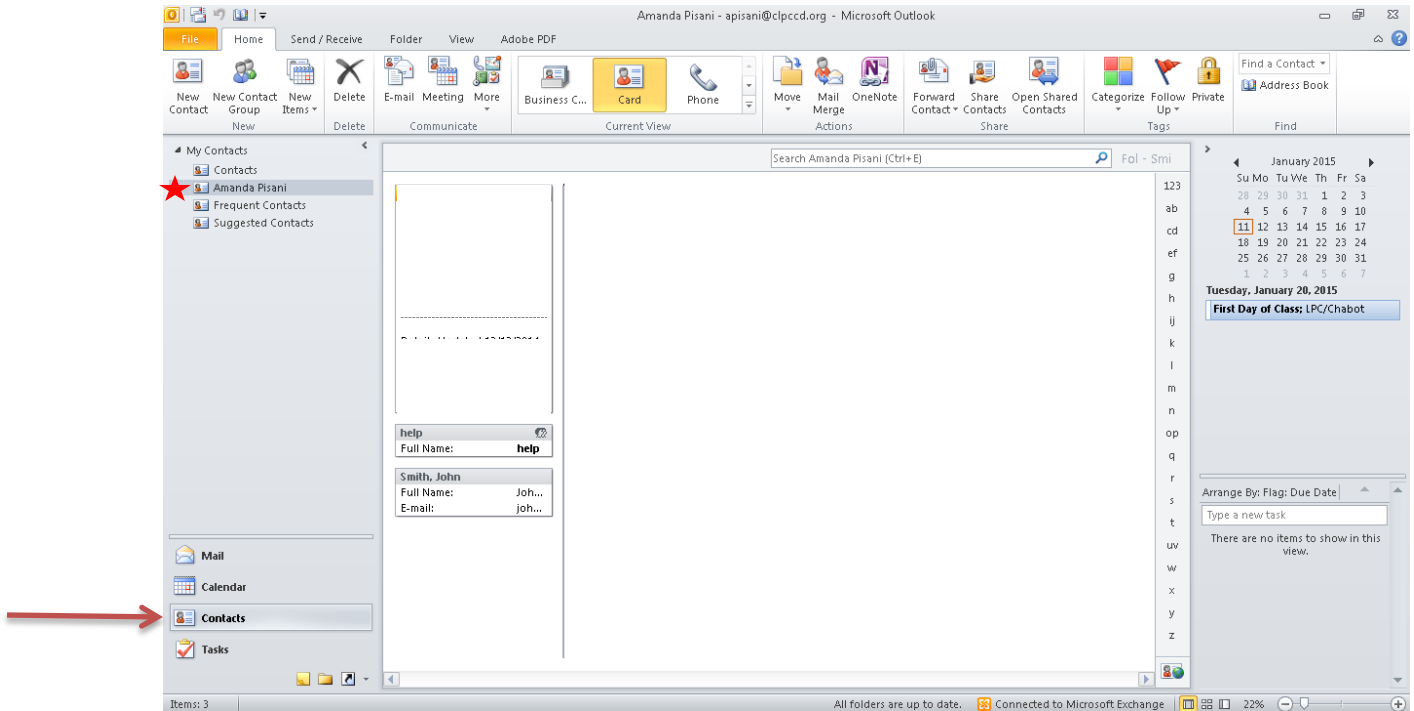 Amanda Pisani - apisani@clpccd.org - Microsoft Outlook
File Home Send / Receive Folder View Adobe PDF
New Contact
New Contact Group
New Items
Delete
E-mail
Meeting
More
Business C...
Card
Phone
Move
Mail Merge
OneNote
Forward Contact
Share Contacts
Open Shared Contacts
Categorize
Follow Up
Private
Find a Contact
Address Book
New Delete Communicate Current View Actions Share Tags Find
My Contacts
Contacts
Amanda Pisani
Frequent Contacts
Suggested Contacts
Mail
Calendar
Contacts
Tasks
Search Amanda Pisani (Ctrl+E)
Fol - Smi
help
Full Name: help
Smith, John
Full Name: Joh...
E-mail: joh...
123
ab
cd
ef
g
h
ij
k
l
m
n
op
q
r
s
t
uv
w
x
y
z
January 2015
Su Mo Tu We Th Fr Sa
28 29 30 31 1 2 3
4 5 6 7 8 9 10
11 12 13 14 15 16 17
18 19 20 21 22 23 24
25 26 27 28 29 30 31
1 2 3 4 5 6 7
Tuesday, January 20, 2015
First Day of Class; LPC/Chabot
Arrange By: Flag: Due Date
Type a new task
There are no items to show in this
view.
Items: 3
All folders are up to date. Connected to Microsoft Exchange 22%